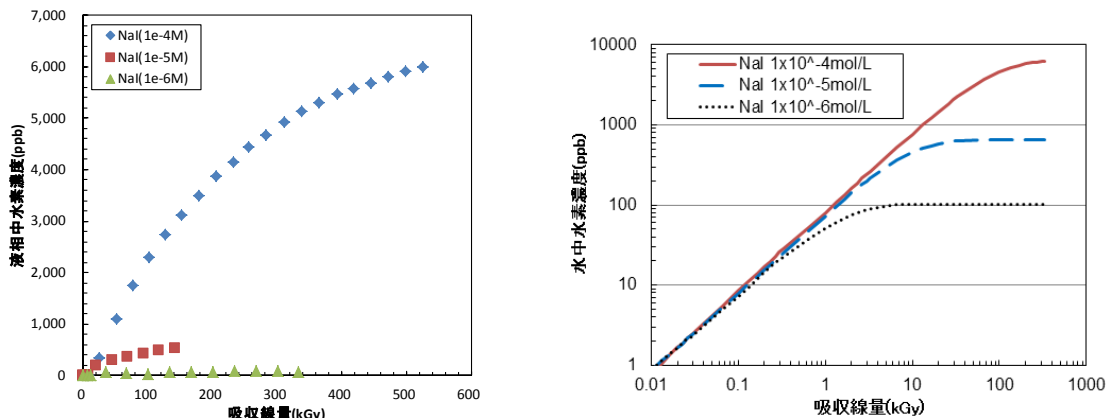 7,000
6,000
5,000
4,000
3,000
2,000
1,000
0
液相中水素濃度(ppb)
NaI(1e-4M)
NaI(1e-5M)
NaI(1e-6M)
0 100 200 300 400 500 600
吸収線量(kGy)
10000
1000
100
10
1
水中水素濃度(ppb)
NaI 1x10^-4mol/L
NaI 1x10^-5mol/L
NaI 1x10^-6mol/L
0.01 0.1 1 10 100 1000
吸収線量(kGy)